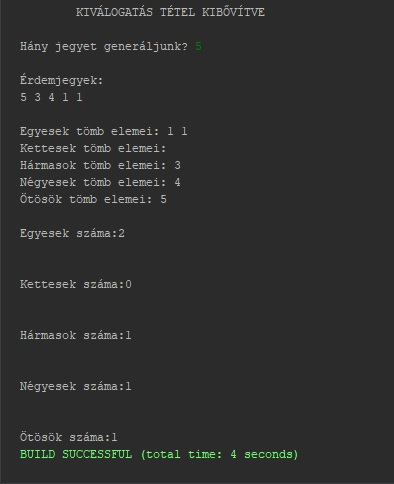 KIVÁLOGATÁS TÉTEL KIBŐVÍTVE
Hány jegyet generáljunk? 5
Érdemjegyek:
5 3 4 1 1
Egyesek tömb elemei: 1 1
Kettesek tömb elemei:
Hármasok tömb elemei: 3
Négyesek tömb elemei: 4
Ötösök tömb elemei: 5
Egyesek száma:2
Kettesek száma:0
Hármasok száma:1
Négyesek száma:1
Ötösök száma:1
BUILD SUCCESSFUL (total time: 4 seconds)